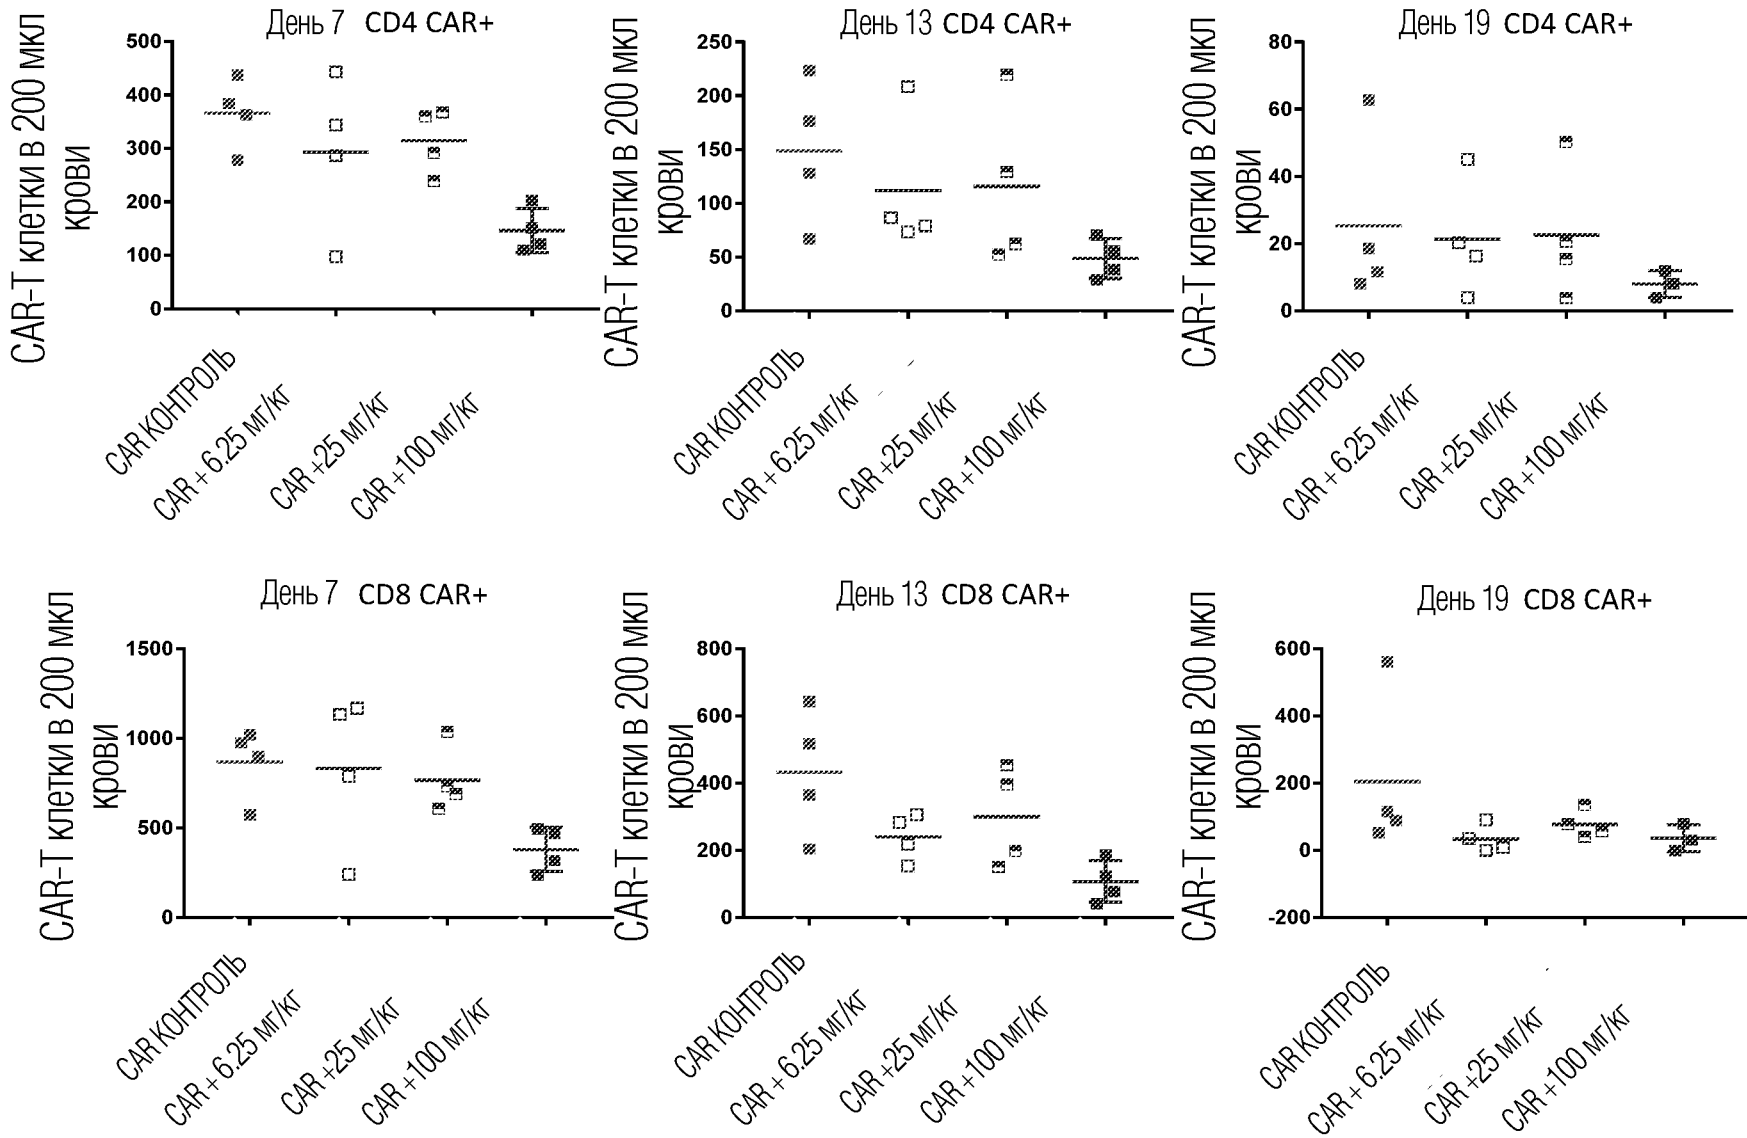 День 7 CD4 CAR+
CAR-T клетки в 200 мкл
крови
500
400
300
200
100
0
CAR КОНТРОЛЬ
CAR + 6.25 мг/кг
CAR +25 мг/кг
CAR +100 мг/кг
День 13 CD4 CAR+
CAR-T клетки в 200 мкл
крови
250
200
150
100
50
0
CAR КОНТРОЛЬ
CAR + 6.25 мг/кг
CAR +25 мг/кг
CAR +100 мг/кг
День 19 CD4 CAR+
CAR-T клетки в 200 мкл
крови
80
60
40
20
0
CAR КОНТРОЛЬ
CAR + 6.25 мг/кг
CAR +25 мг/кг
CAR +100 мг/кг
День 7 CD8 CAR+
CAR-T клетки в 200 мкл
крови
1500
1000
500
0
CAR КОНТРОЛЬ
CAR + 6.25 мг/кг
CAR +25 мг/кг
CAR +100 мг/кг
День 13 CD8 CAR+
CAR-T клетки в 200 мкл
крови
800
600
400
200
0
CAR КОНТРОЛЬ
CAR + 6.25 мг/кг
CAR +25 мг/кг
CAR +100 мг/кг
День 19 CD8 CAR+
CAR-T клетки в 200 мкл
крови
600
400
200
0
-200
CAR КОНТРОЛЬ
CAR + 6.25 мг/кг
CAR +25 мг/кг
CAR +100 мг/кг